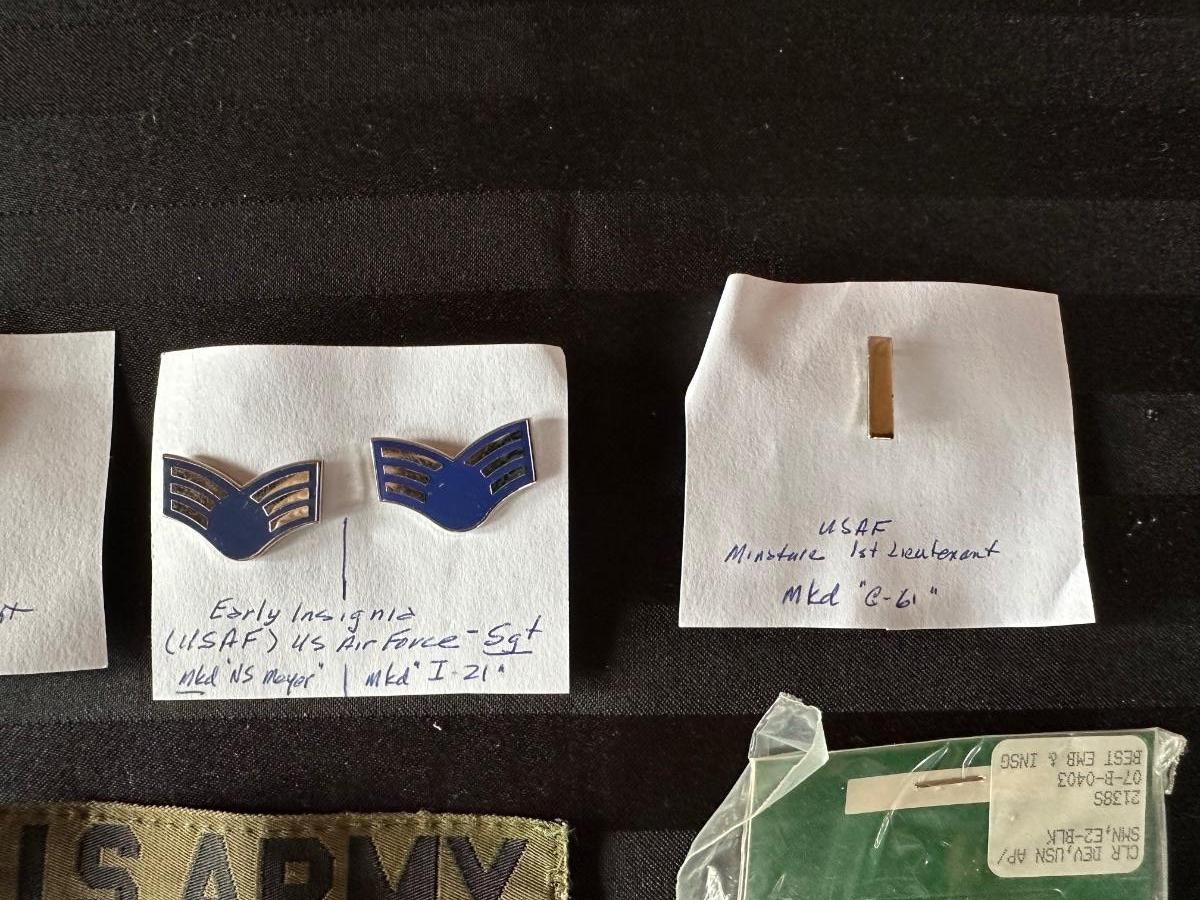 Early Insignia
(USAF) US Air Force - Sgt
Mkd "NS Meyer" | Mkd "I-21"
USAF
Minature 1st Lieutenant
Mkd "C-61"
CLR DEV,USN AP/
SMN,E2-BLK
2138S
07-B-0403
BEST EMB & INSG
US ARMY